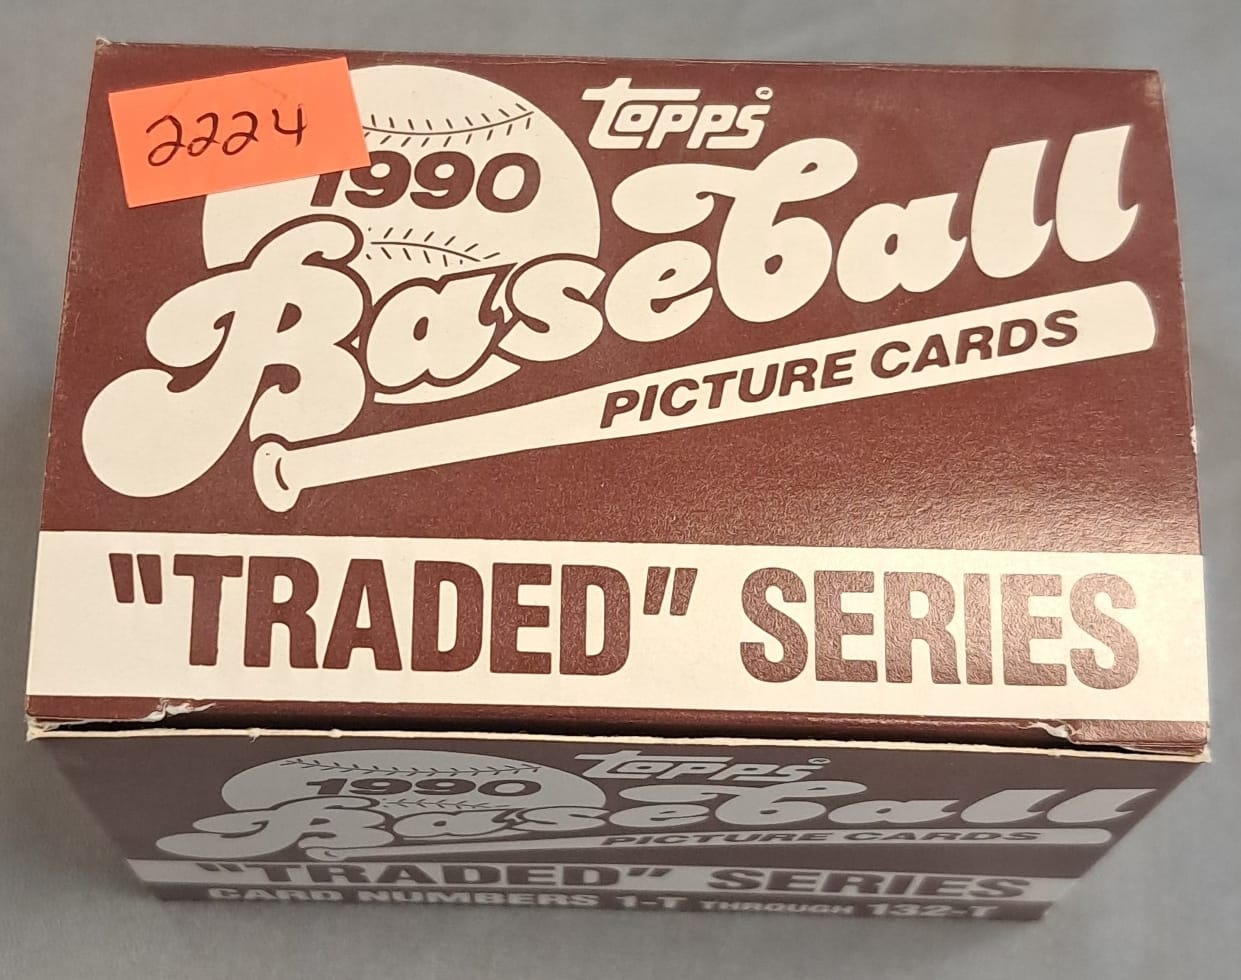 2224
topps®
1990
Baseball
PICTURE CARDS
"TRADED" SERIES
topps®
1990
Baseball
PICTURE CARDS
"TRADED" SERIES
CARD NUMBERS 1-T THROUGH 132-T